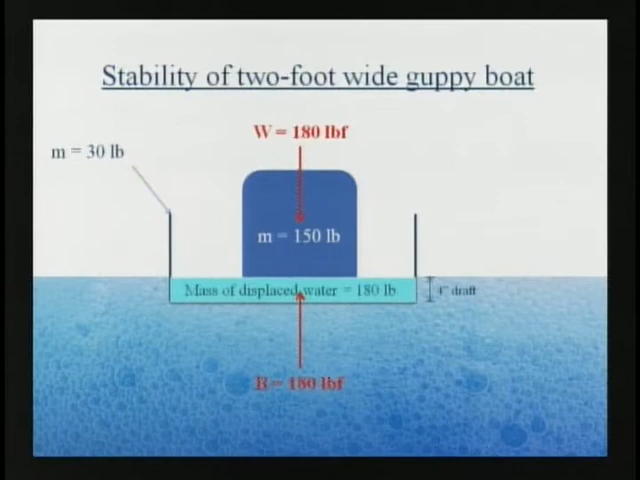 Stability of two-foot wide guppy boat
W = 180 lbf
m = 30 lb
m = 150 lb
Mass of displaced water = 180 lb
4" draft
B = 180 lbf